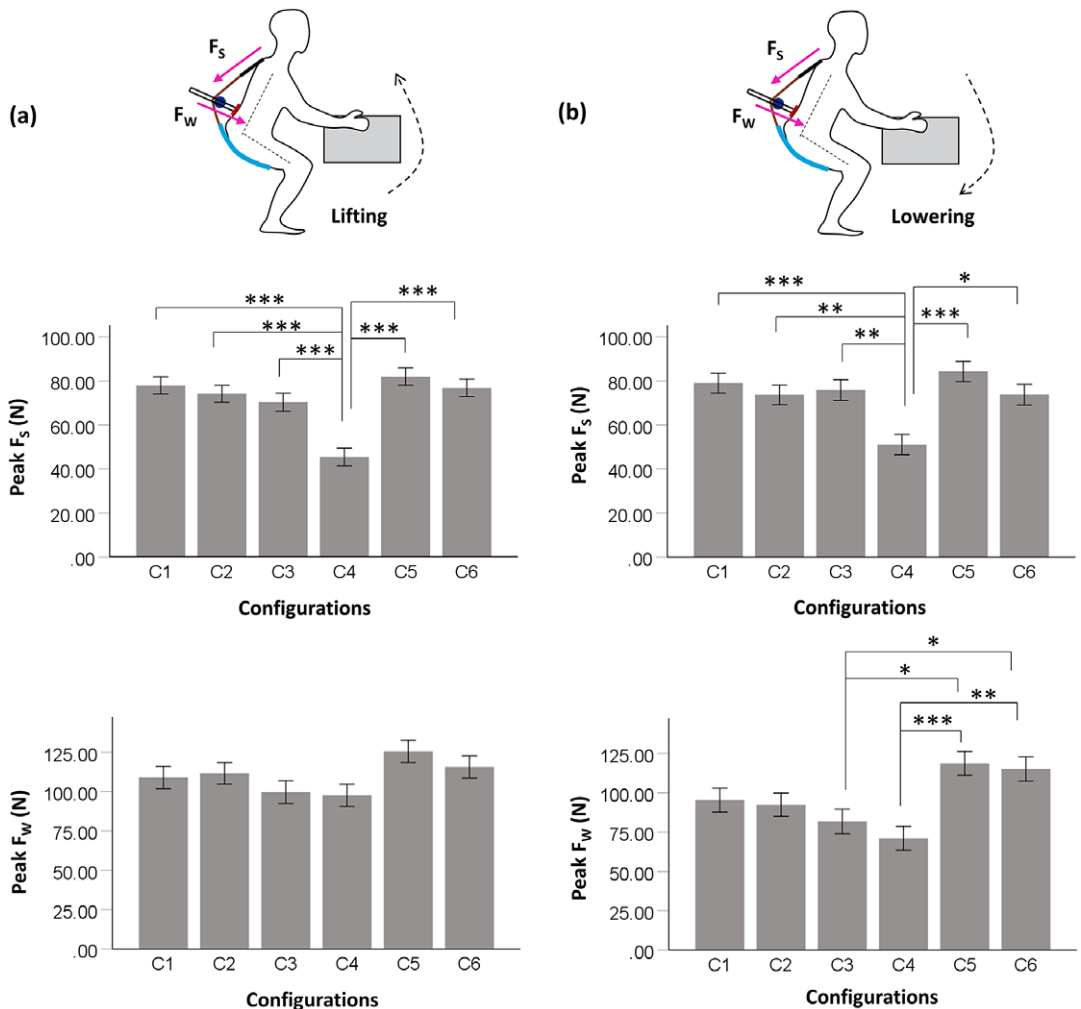 (a)
F_S
F_W
Lifting
(b)
F_S
F_W
Lowering
***
***
***
***
***
100.00
80.00
60.00
40.00
20.00
.00
Peak F_S (N)
C1 C2 C3 C4 C5 C6
Configurations
***
*
**
***
**
100.00
80.00
60.00
40.00
20.00
.00
Peak F_S (N)
C1 C2 C3 C4 C5 C6
Configurations
125.00
100.00
75.00
50.00
25.00
.00
Peak F_W (N)
C1 C2 C3 C4 C5 C6
Configurations
*
*
**
***
125.00
100.00
75.00
50.00
25.00
.00
Peak F_W (N)
C1 C2 C3 C4 C5 C6
Configurations